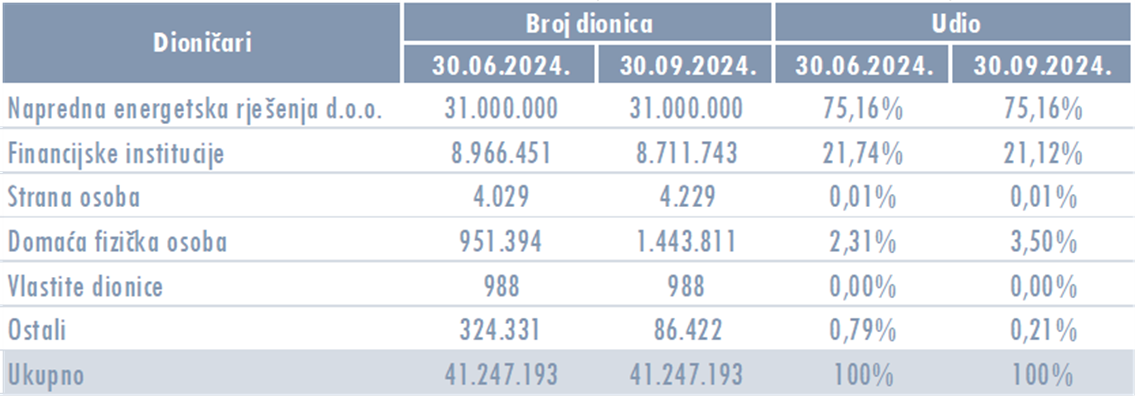 Dioničari Broj dionica Udio
30.06.2024. 30.09.2024. 30.06.2024. 30.09.2024.
Napredna energetska rješenja d.o.o. 31.000.000 31.000.000 75,16% 75,16%
Financijske institucije 8.966.451 8.711.743 21,74% 21,12%
Strana osoba 4.029 4.229 0,01% 0,01%
Domaća fizička osoba 951.394 1.443.811 2,31% 3,50%
Vlastite dionice 988 988 0,00% 0,00%
Ostali 324.331 86.422 0,79% 0,21%
Ukupno 41.247.193 41.247.193 100% 100%